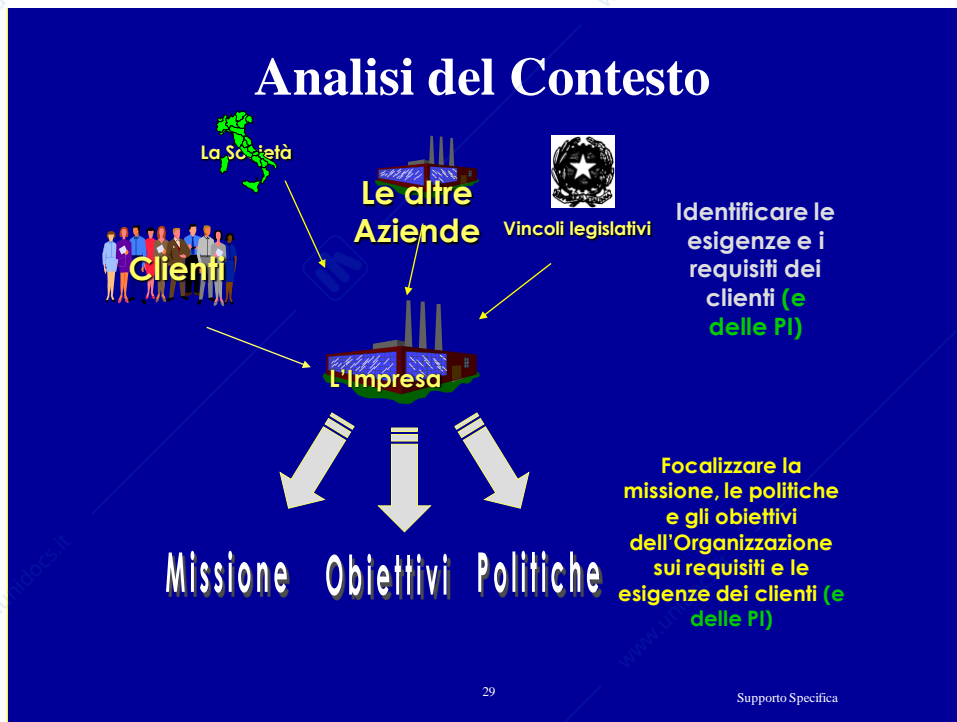 Analisi del Contesto
La Società
Le altre
Aziende
Vincoli legislativi
Clienti
Identificare le
esigenze e i
requisiti dei
clienti (e
delle PI)
L'Impresa
Focalizzare la
missione, le politiche
e gli obiettivi
dell'Organizzazione
sui requisiti e le
esigenze dei clienti (e
delle PI)
Missione
Obiettivi
Politiche
29
Supporto Specifica